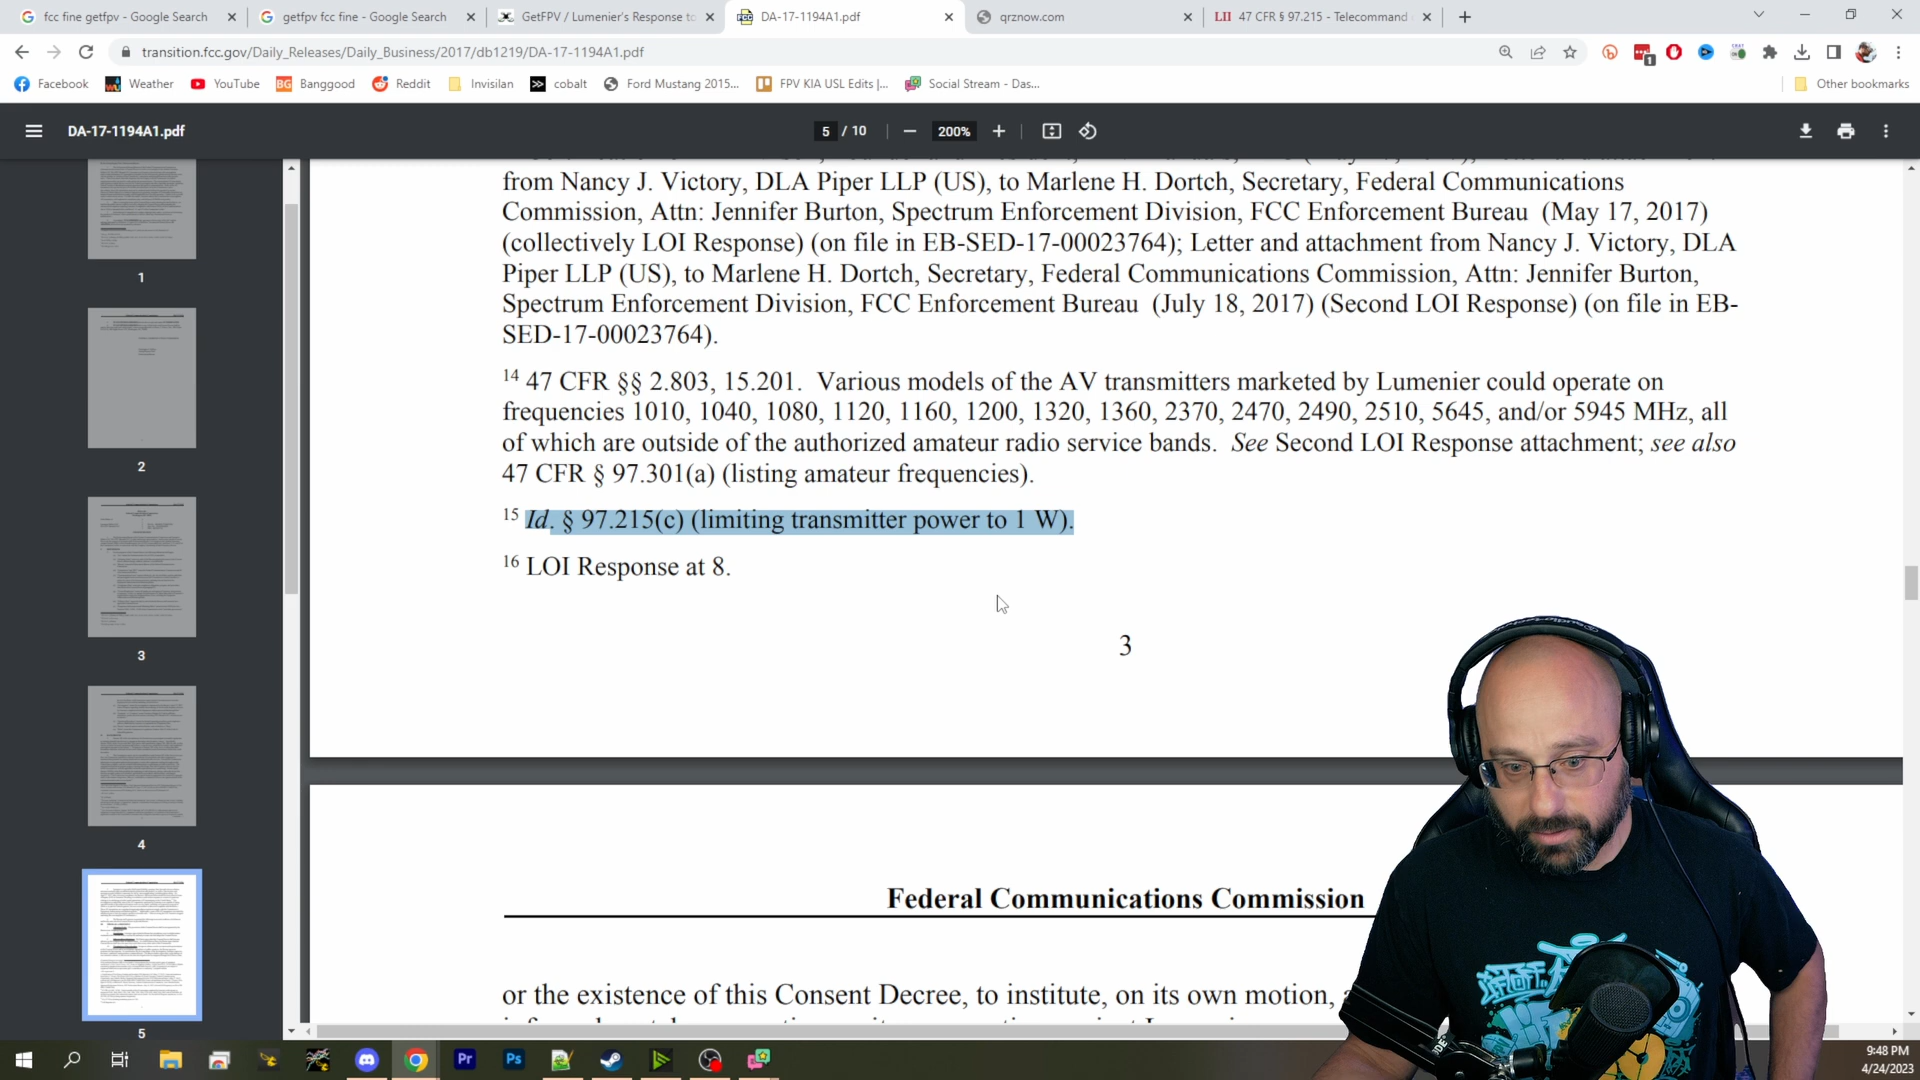 fcc fine getfpv - Google Search
getfpv fcc fine - Google Search
GetFPV / Lumenier's Response to
DA-17-1194A1.pdf
qrznow.com
LII 47 CFR § 97.215 - Telecommand
transition.fcc.gov/Daily_Releases/Daily_Business/2017/db1219/DA-17-1194A1.pdf
1
Facebook
Weather
YouTube
BG Banggood
Reddit
Invisilan
cobalt
Ford Mustang 2015...
FPV KIA USL Edits |...
Social Stream - Das...
Other bookmarks
DA-17-1194A1.pdf
5 / 10
200%
from Nancy J. Victory, DLA Piper LLP (US), to Marlene H. Dortch, Secretary, Federal Communications
Commission, Attn: Jennifer Burton, Spectrum Enforcement Division, FCC Enforcement Bureau (May 17, 2017)
(collectively LOI Response) (on file in EB-SED-17-00023764); Letter and attachment from Nancy J. Victory, DLA
Piper LLP (US), to Marlene H. Dortch, Secretary, Federal Communications Commission, Attn: Jennifer Burton,
Spectrum Enforcement Division, FCC Enforcement Bureau (July 18, 2017) (Second LOI Response) (on file in EB-
SED-17-00023764).
14 47 CFR §§ 2.803, 15.201. Various models of the AV transmitters marketed by Lumenier could operate on
frequencies 1010, 1040, 1080, 1120, 1160, 1200, 1320, 1360, 2370, 2470, 2490, 2510, 5645, and/or 5945 MHz, all
of which are outside of the authorized amateur radio service bands. See Second LOI Response attachment; see also
47 CFR § 97.301(a) (listing amateur frequencies).
15 Id. § 97.215(c) (limiting transmitter power to 1 W).
16 LOI Response at 8.
3
Federal Communications Commission
or the existence of this Consent Decree, to institute, on its own motion,
1
2
3
4
5
Pr
Ps
9:48 PM
4/24/2023